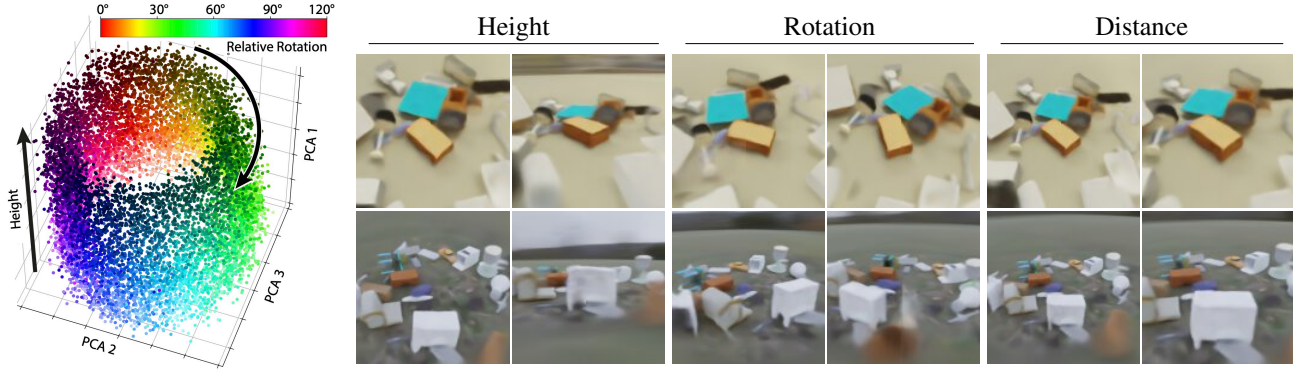 0° 30° 60° 90° 120°
Relative Rotation
Height
PCA 1
PCA 2
PCA 3
Height Rotation Distance